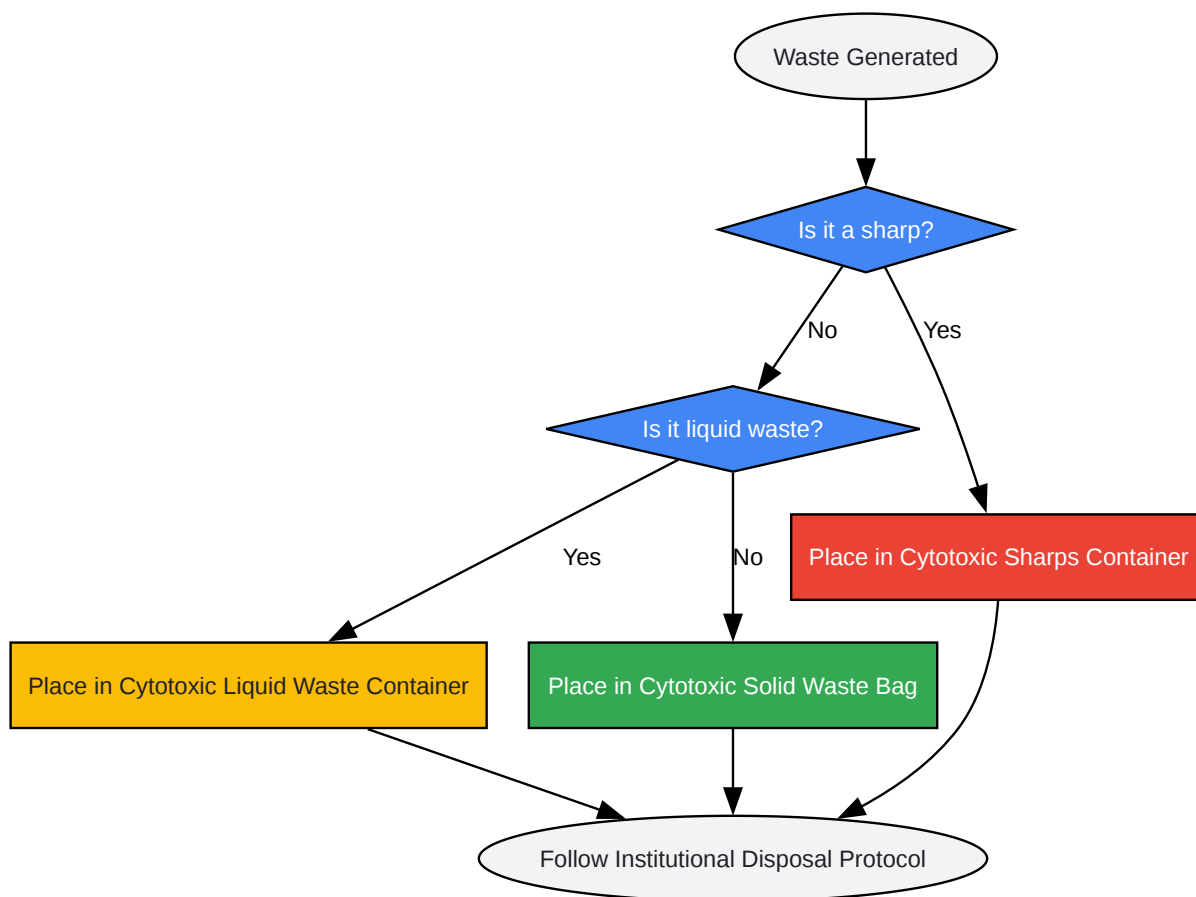 Waste Generated
Is it a sharp?
No
Yes
Is it liquid waste?
Yes
No
Place in Cytotoxic Sharps Container
Place in Cytotoxic Liquid Waste Container
Place in Cytotoxic Solid Waste Bag
Follow Institutional Disposal Protocol